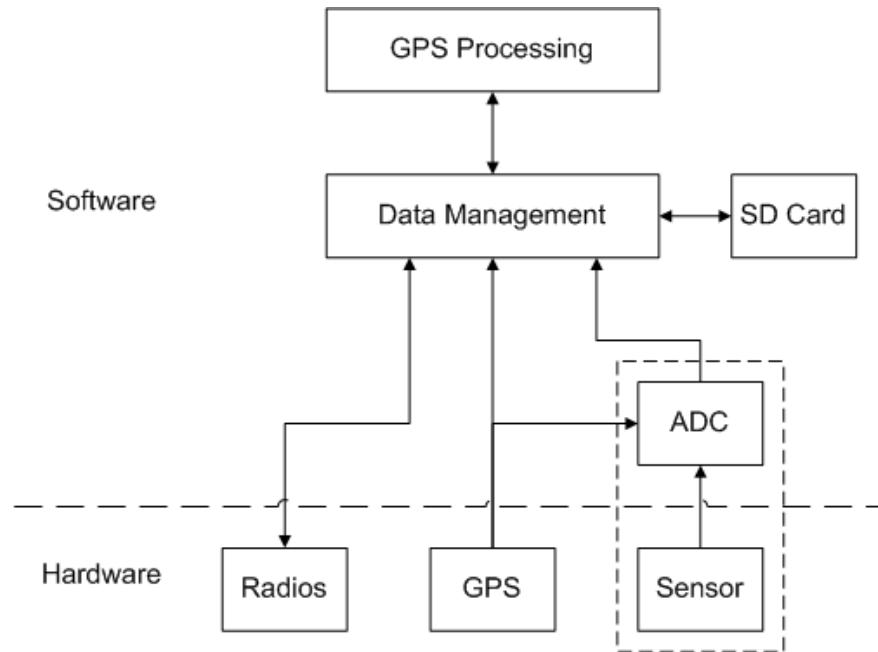 GPS Processing
Software
Data Management
SD Card
ADC
Hardware
Radios
GPS
Sensor